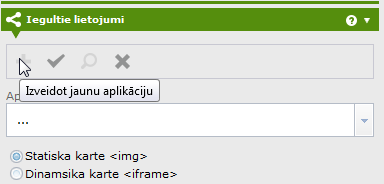 Iegultie lietojumi
?
Izveidot jaunu aplikāciju
...
Statiska karte <img>
Dinamsika karte <iframe>